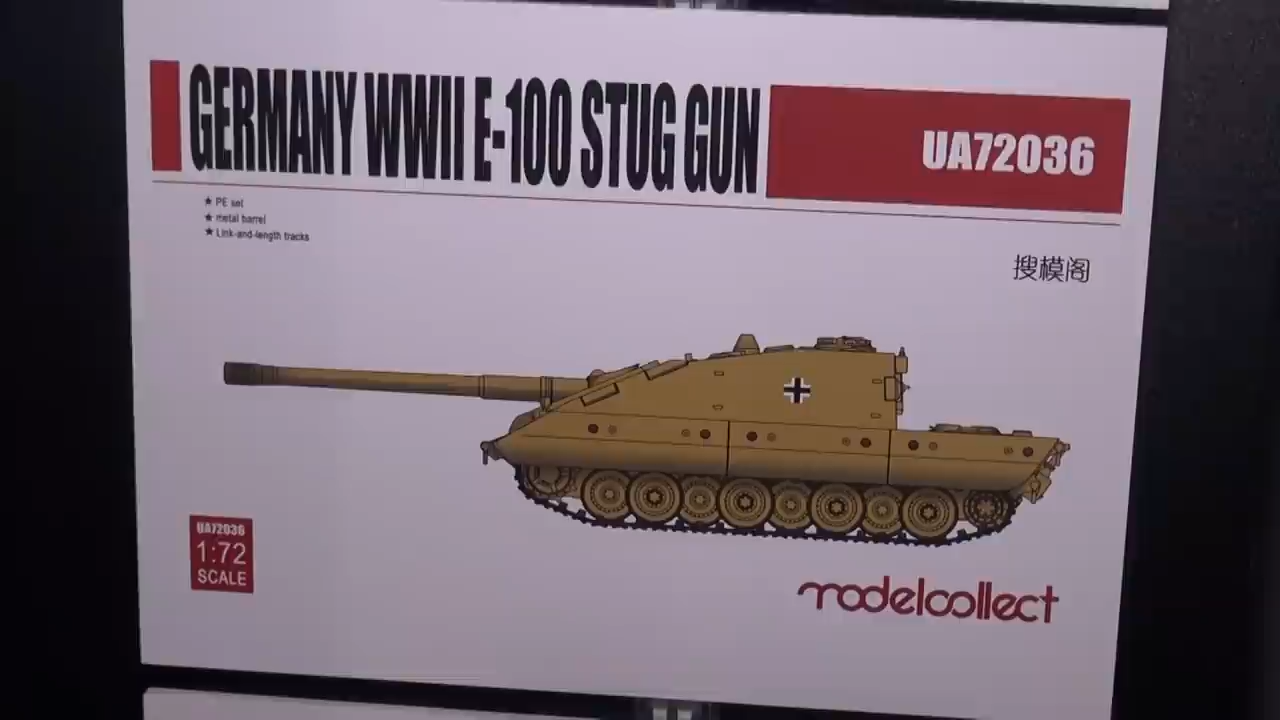 GERMANY WWII E-100 STUG GUN
UA72036
★ PE set
★ metal barrel
★ Link-and-length tracks
搜模阁
UA72036
1:72
SCALE
modelcollect